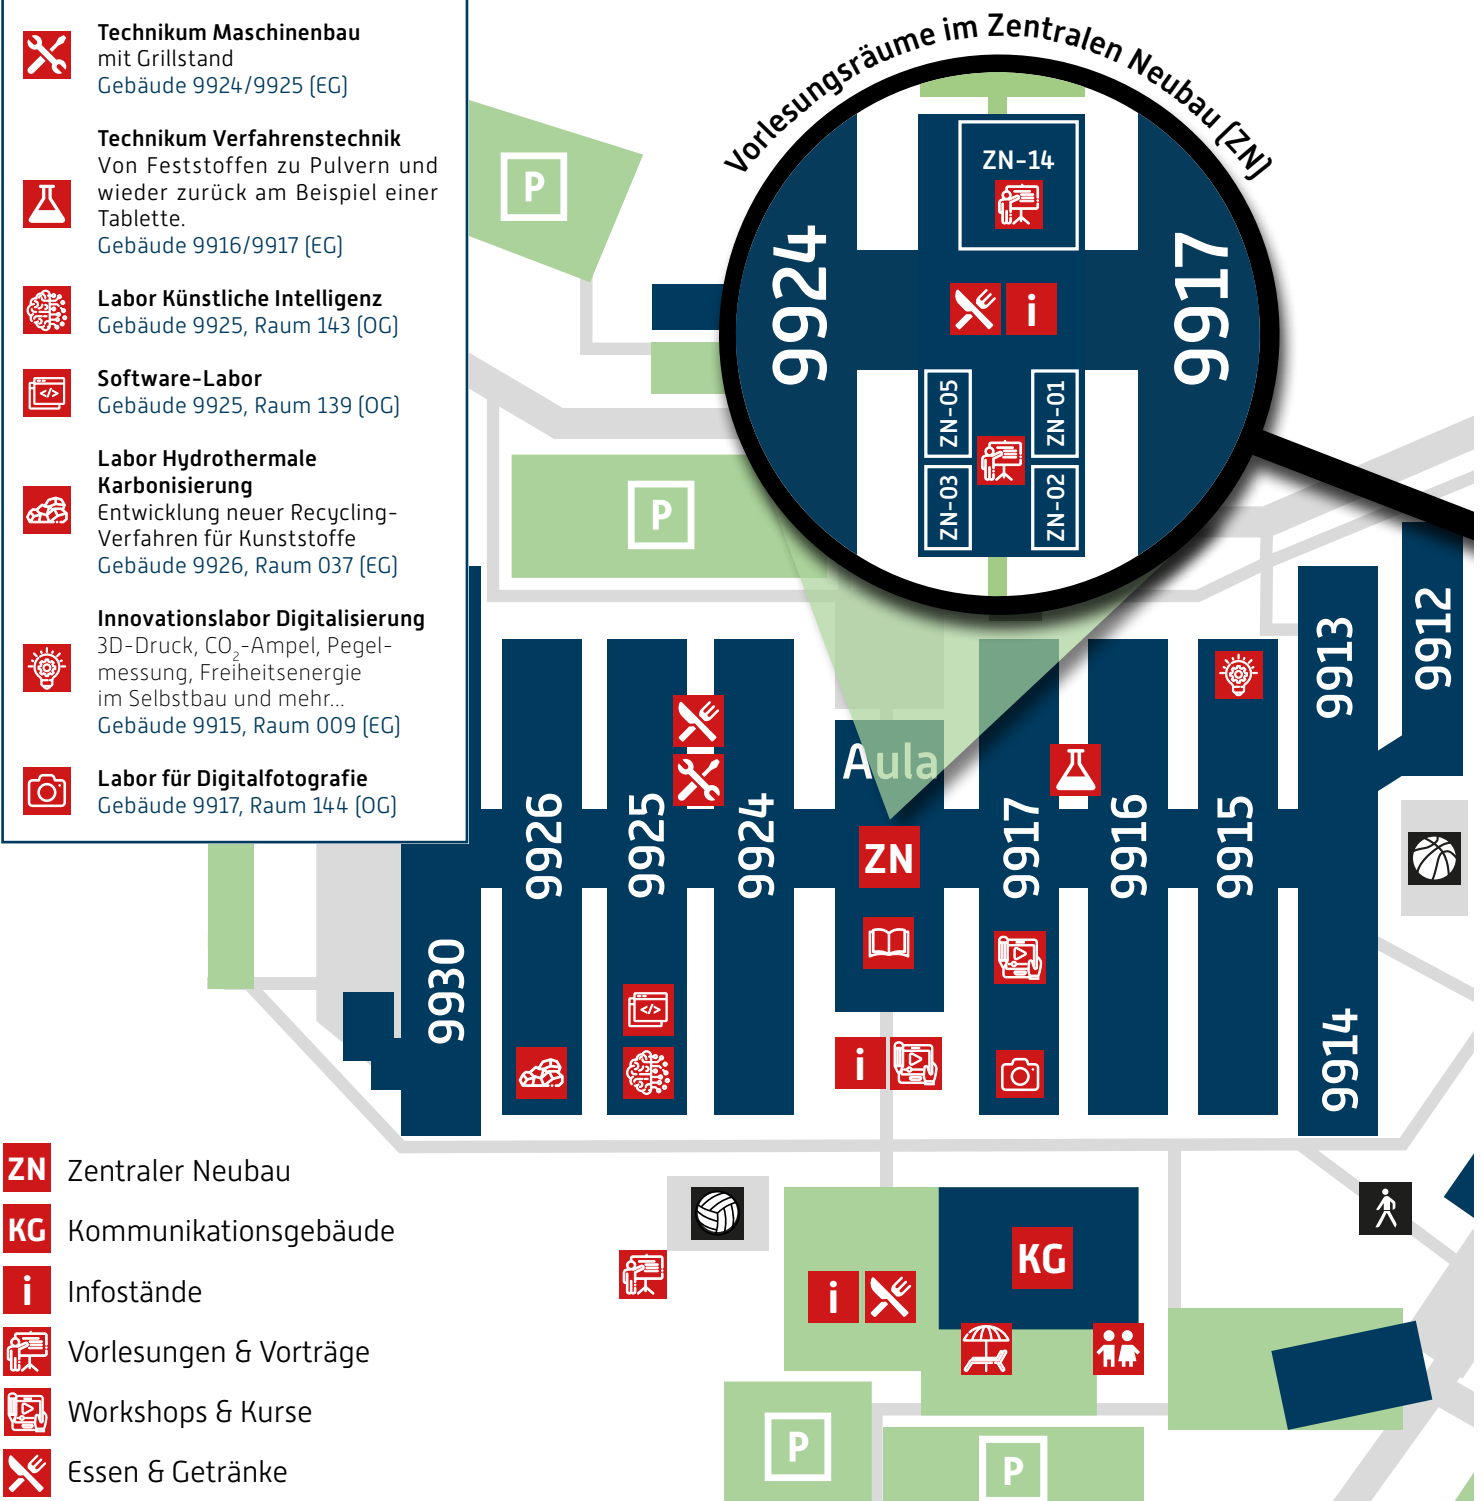 Technikum Maschinenbau
mit Grillstand
Gebäude 9924/9925 (EG)
Technikum Verfahrenstechnik
Von Feststoffen zu Pulvern und
wieder zurück am Beispiel einer
Tablette.
Gebäude 9916/9917 (EG)
Labor Künstliche Intelligenz
Gebäude 9925, Raum 143 (OG)
Software-Labor
Gebäude 9925, Raum 139 (OG)
Labor Hydrothermale
Karbonisierung
Entwicklung neuer Recycling-
Verfahren für Kunststoffe
Gebäude 9926, Raum 037 (EG)
Innovationslabor Digitalisierung
3D-Druck, CO₂-Ampel, Pegel-
messung, Freiheitsenergie
im Selbstbau und mehr...
Gebäude 9915, Raum 009 (EG)
Labor für Digitalfotografie
Gebäude 9917, Raum 144 (OG)
Vorlesungsräume im Zentralen Neubau (ZN)
ZN-14
9924
9917
i
ZN-05
ZN-01
ZN-03
ZN-02
P
P
9912
9913
Aula
9926
9925
9924
ZN
9917
9916
9915
9930
9914
i
ZN Zentraler Neubau
KG Kommunikationsgebäude
i Infostände
Vorlesungen & Vorträge
Workshops & Kurse
Essen & Getränke
KG
i
P
P